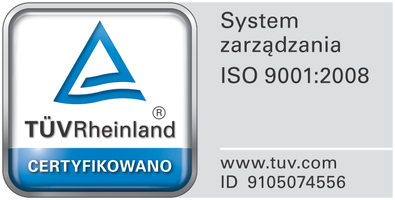 TÜVRheinland®
CERTYFIKOWANO
System
zarządzania
ISO 9001:2008
www.tuv.com
ID 9105074556